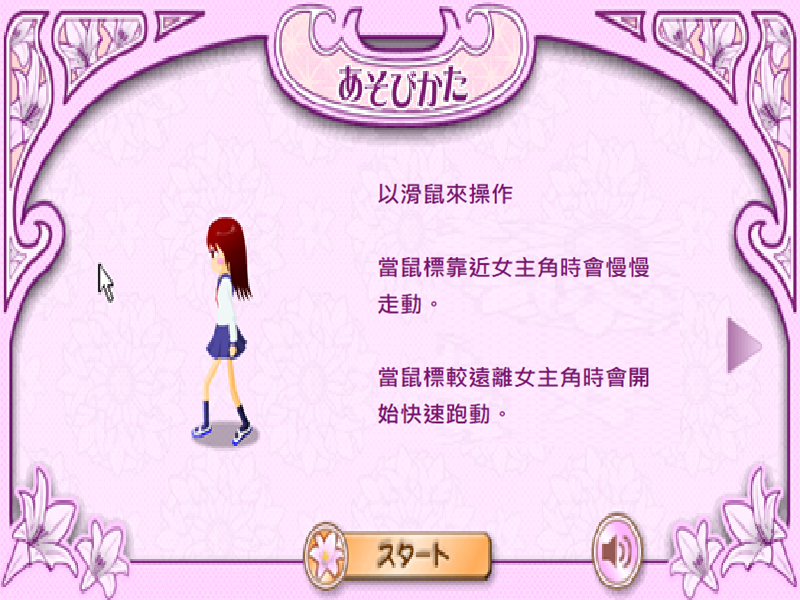 あそびかた
以滑鼠來操作
當鼠標靠近女主角時會慢慢
走動。
當鼠標較遠離女主角時會開
始快速跑動。
スタート